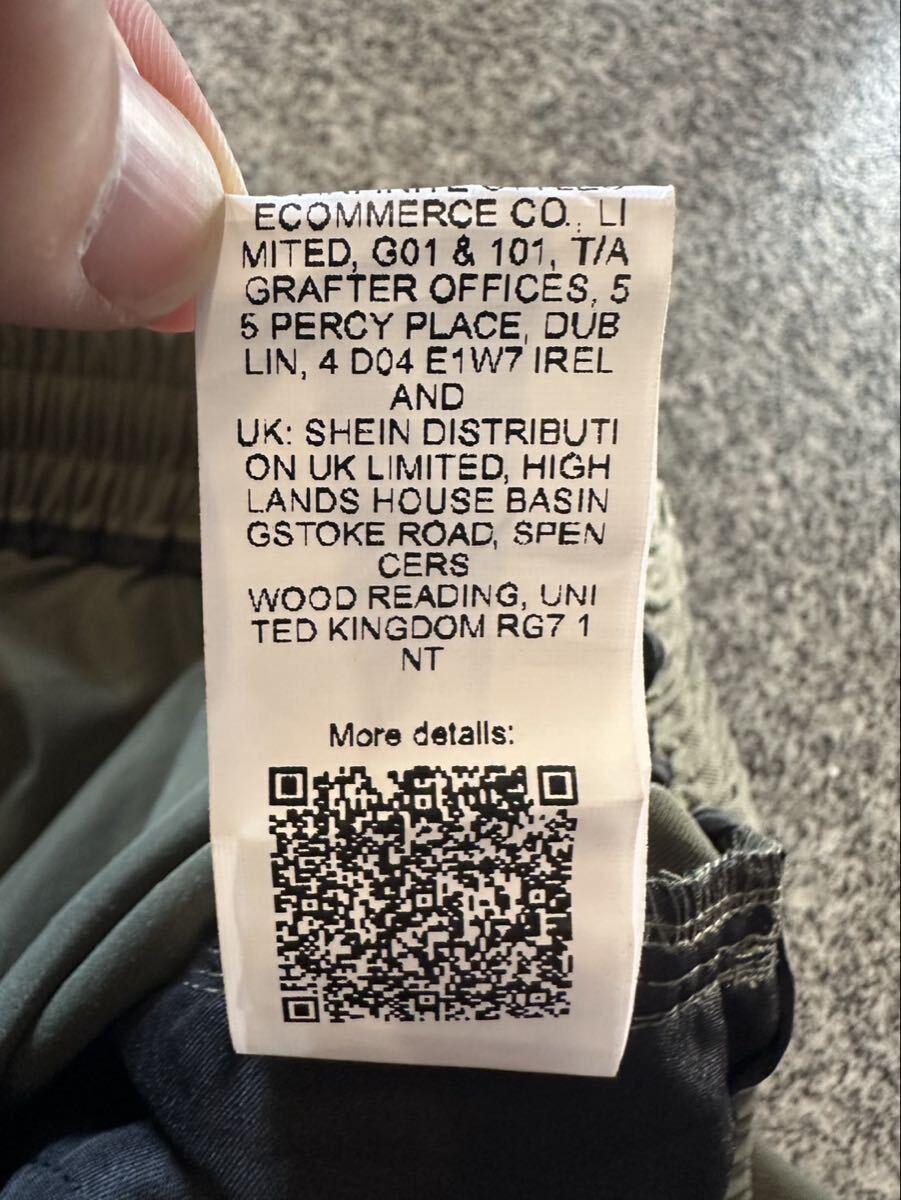 ECOMMERCE CO., LI
MITED, G01 & 101, T/A
GRAFTER OFFICES, 5
5 PERCY PLACE, DUB
LIN, 4 D04 E1W7 IREL
AND
UK: SHEIN DISTRIBUTI
ON UK LIMITED, HIGH
LANDS HOUSE BASIN
GSTOKE ROAD, SPEN
CERS
WOOD READING, UNI
TED KINGDOM RG7 1
NT
More details: